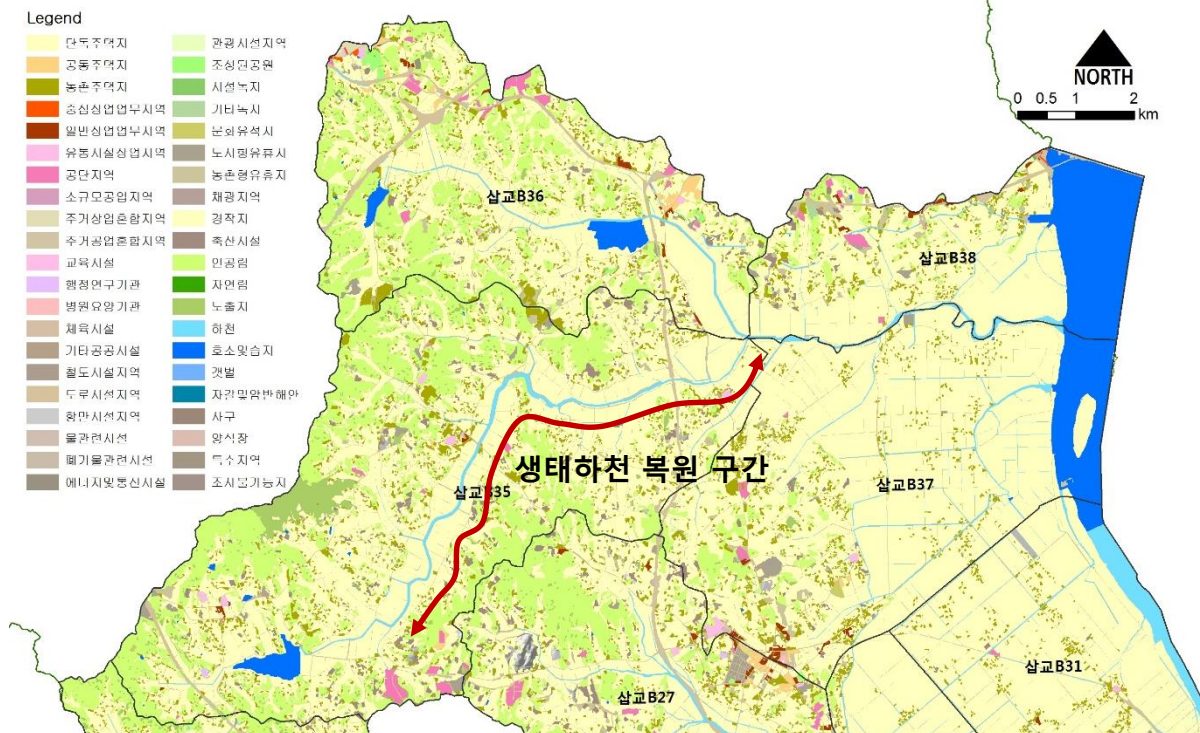 Legend
단독주택지
공동주택지
농촌주택지
중심상업업무지역
일반상업업무지역
유통시설상업지역
공단지역
소규모공업지역
주거상업혼합지역
주거공업혼합지역
교육시설
행정연구기관
병원요양기관
체육시설
기타공공시설
철도시설지역
도로시설지역
항만시설지역
물관련시설
폐기물관련시설
에너지및통신시설
관광시설지역
조성된공원
시설녹지
기타녹지
문화유적지
도시형유휴지
농촌형유휴지
채광지역
경작지
축산시설
인공림
자연림
노출지
하천
호소및습지
갯벌
자갈및암반해안
사구
양식장
특수지역
조사불가능지
NORTH
0 0.5 1 2
km
삽교B36
삽교B38
생태하천 복원 구간
삽교B35
삽교B37
삽교B31
삽교B27